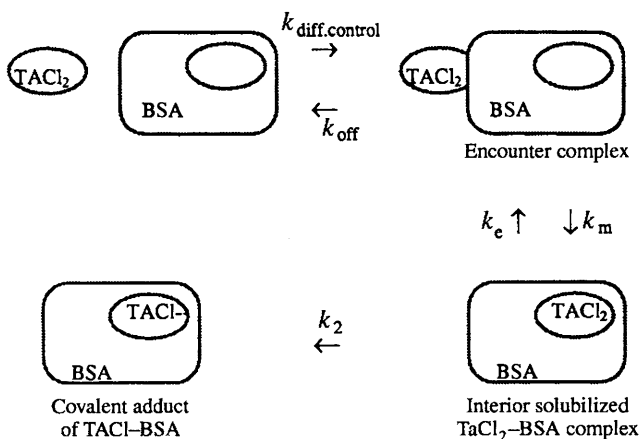 k diff.control
→
TACl₂
BSA
←
k off
TACl₂
BSA
Encounter complex
k e ↑ ↓ k m
TACl-
BSA
Covalent adduct
of TACl–BSA
k₂
←
TACl₂
BSA
Interior solubilized
TaCl₂–BSA complex